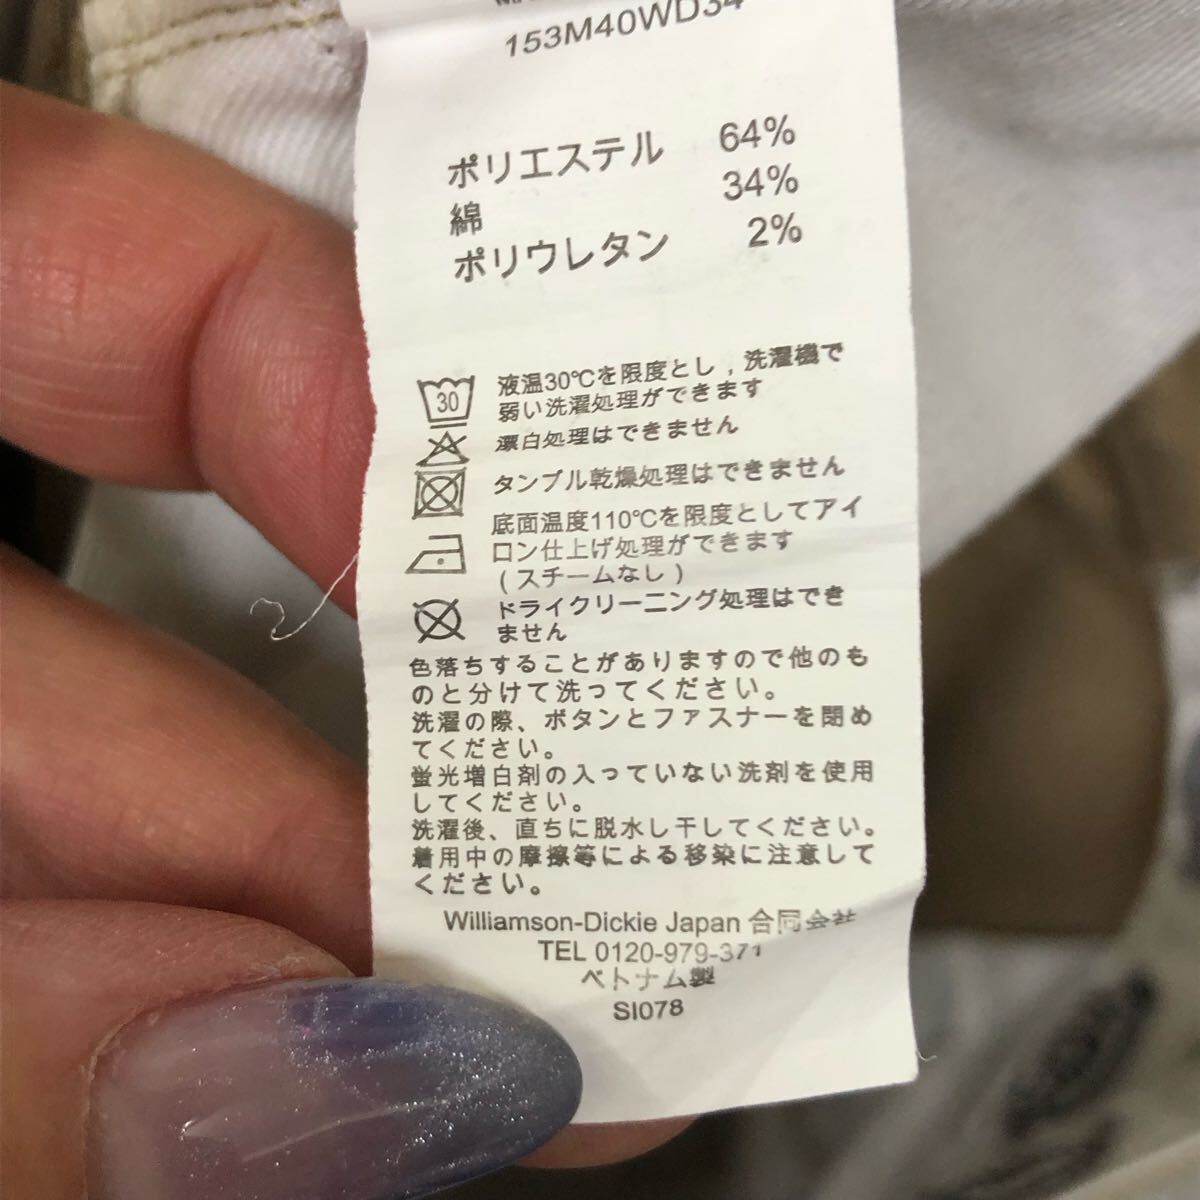 153M40WD34
ポリエステル 64%
綿 34%
ポリウレタン 2%
30
液温30℃を限度とし，洗濯機で
弱い洗濯処理ができます
漂白処理はできません
タンブル乾燥処理はできません
底面温度110℃を限度としてアイ
ロン仕上げ処理ができます
(スチームなし)
ドライクリーニング処理はでき
ません
色落ちすることがありますので他のも
のと分けて洗ってください。
洗濯の際、ボタンとファスナーを閉め
てください。
蛍光増白剤の入っていない洗剤を使用
してください。
洗濯後、直ちに脱水し干してください。
着用中の摩擦等による移染に注意して
ください。
Williamson-Dickie Japan 合同会社
TEL 0120-979-371
ベトナム製
SI078